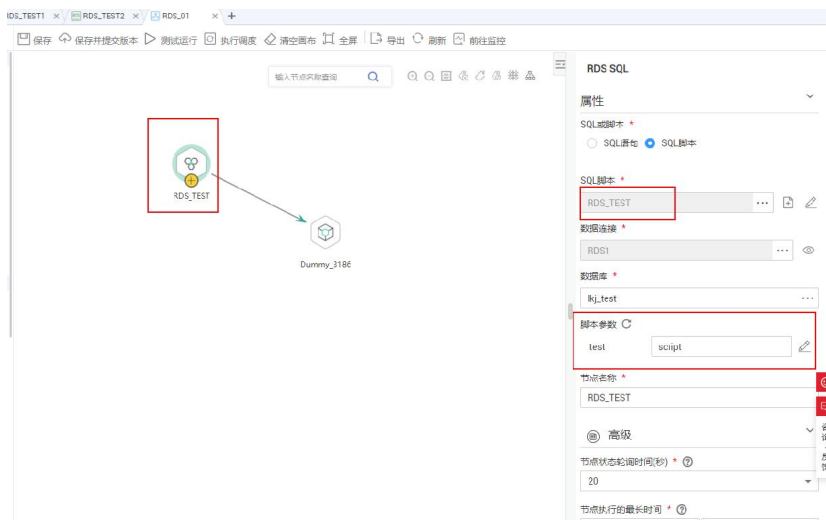 RDS_TEST1 × RDS_TEST2 × RDS_01 × +
保存 保存并提交版本 测试运行 执行调度 清空画布 全屏 导出 刷新 前往监控
输入节点名称查询
RDS_TEST
Dummy_3186
RDS SQL
属性
SQL或脚本 *
SQL语句 SQL脚本
SQL脚本 *
RDS_TEST ...
数据连接 *
RDS1 ...
数据库 *
lkj_test ...
脚本参数
test script
节点名称 *
RDS_TEST
高级
节点状态轮询时间(秒) *
20
节点执行的最长时间 *